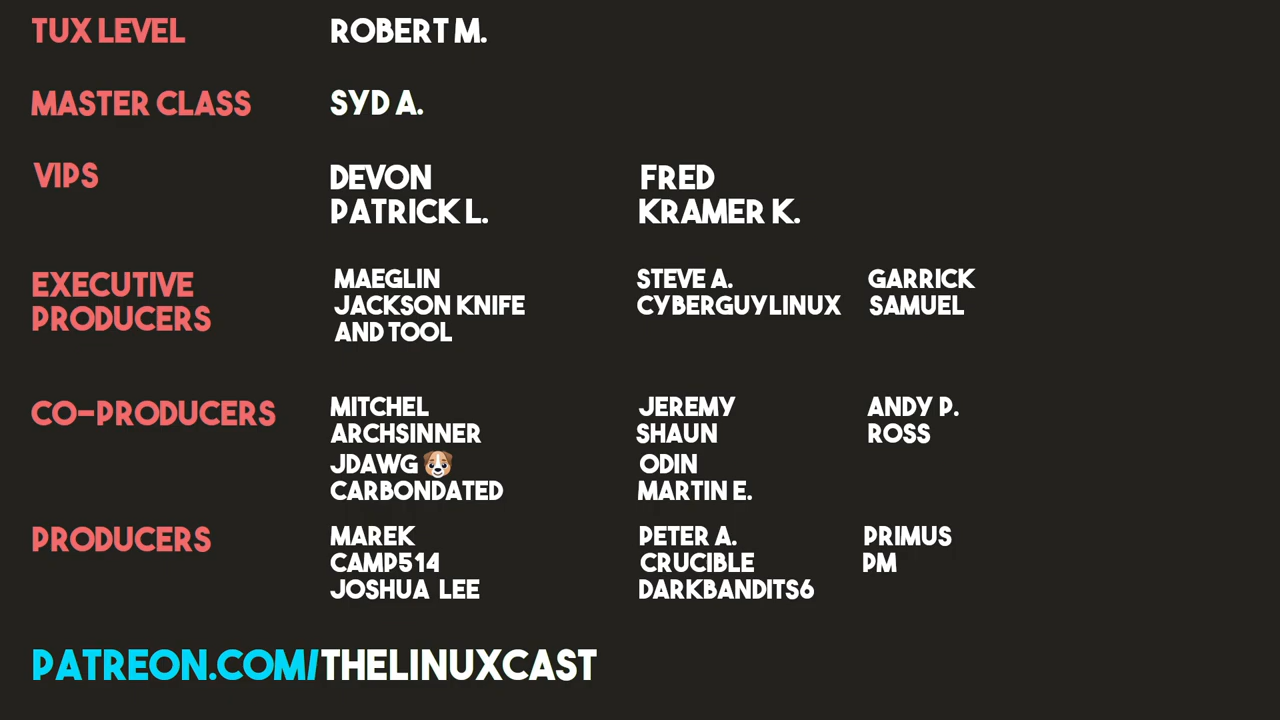 TUX LEVEL ROBERT M.
MASTER CLASS SYD A.
VIPS DEVON FRED
PATRICK L. KRAMER K.
EXECUTIVE PRODUCERS MAEGLIN STEVE A. GARRICK
JACKSON KNIFE AND TOOL CYBERGUYLINUX SAMUEL
CO-PRODUCERS MITCHEL JEREMY ANDY P.
ARCHSINNER SHAUN ROSS
JDAWG 🐶 ODIN
CARBONDATED MARTIN E.
PRODUCERS MAREK PETER A. PRIMUS
CAMP514 CRUCIBLE PM
JOSHUA LEE DARKBANDITS6
PATREON.COM/THELINUXCAST